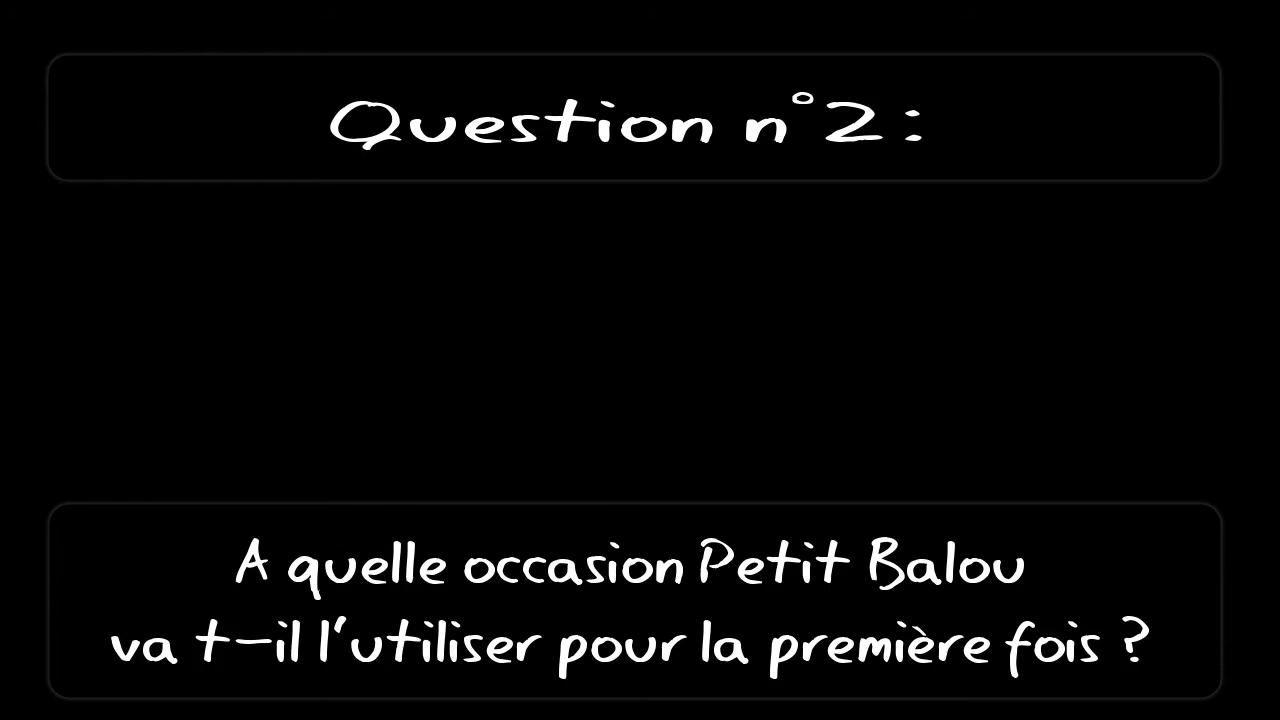 Question n°2 :
A quelle occasion Petit Balou
va t-il l'utiliser pour la première fois ?